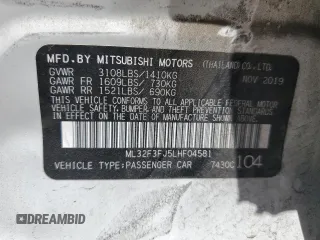 MFD.BY MITSUBISHI MOTORS (THAILAND) CO., LTD.
GVWR 3108LBS/1410KG NOV 2019
GAWR FR 1609LBS/ 730KG
GAWR RR 1521LBS/ 690KG
THIS VEHICLE CONFORMS TO ALL APPLICABLE FEDERAL MOTOR
VEHICLE SAFETY, BUMPER, AND THEFT PREVENTION STANDARDS
IN EFFECT ON THE DATE OF MANUFACTURE SHOWN ABOVE.
ML32F3FJ5LHF04581
VEHICLE TYPE:PASSENGER CAR 7430C 104
DREAMBID